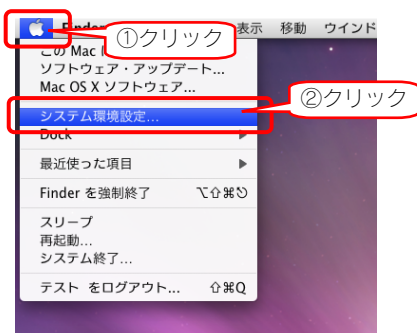 Finder
表示 移動 ウインド
①クリック
この Mac
ソフトウェア・アップデート...
Mac OS X ソフトウェア...
②クリック
システム環境設定...
Dock ▶
最近使った項目 ▶
Finder を強制終了 ⌥⇧⌘⎋
スリープ
再起動...
システム終了...
テスト をログアウト... ⇧⌘Q